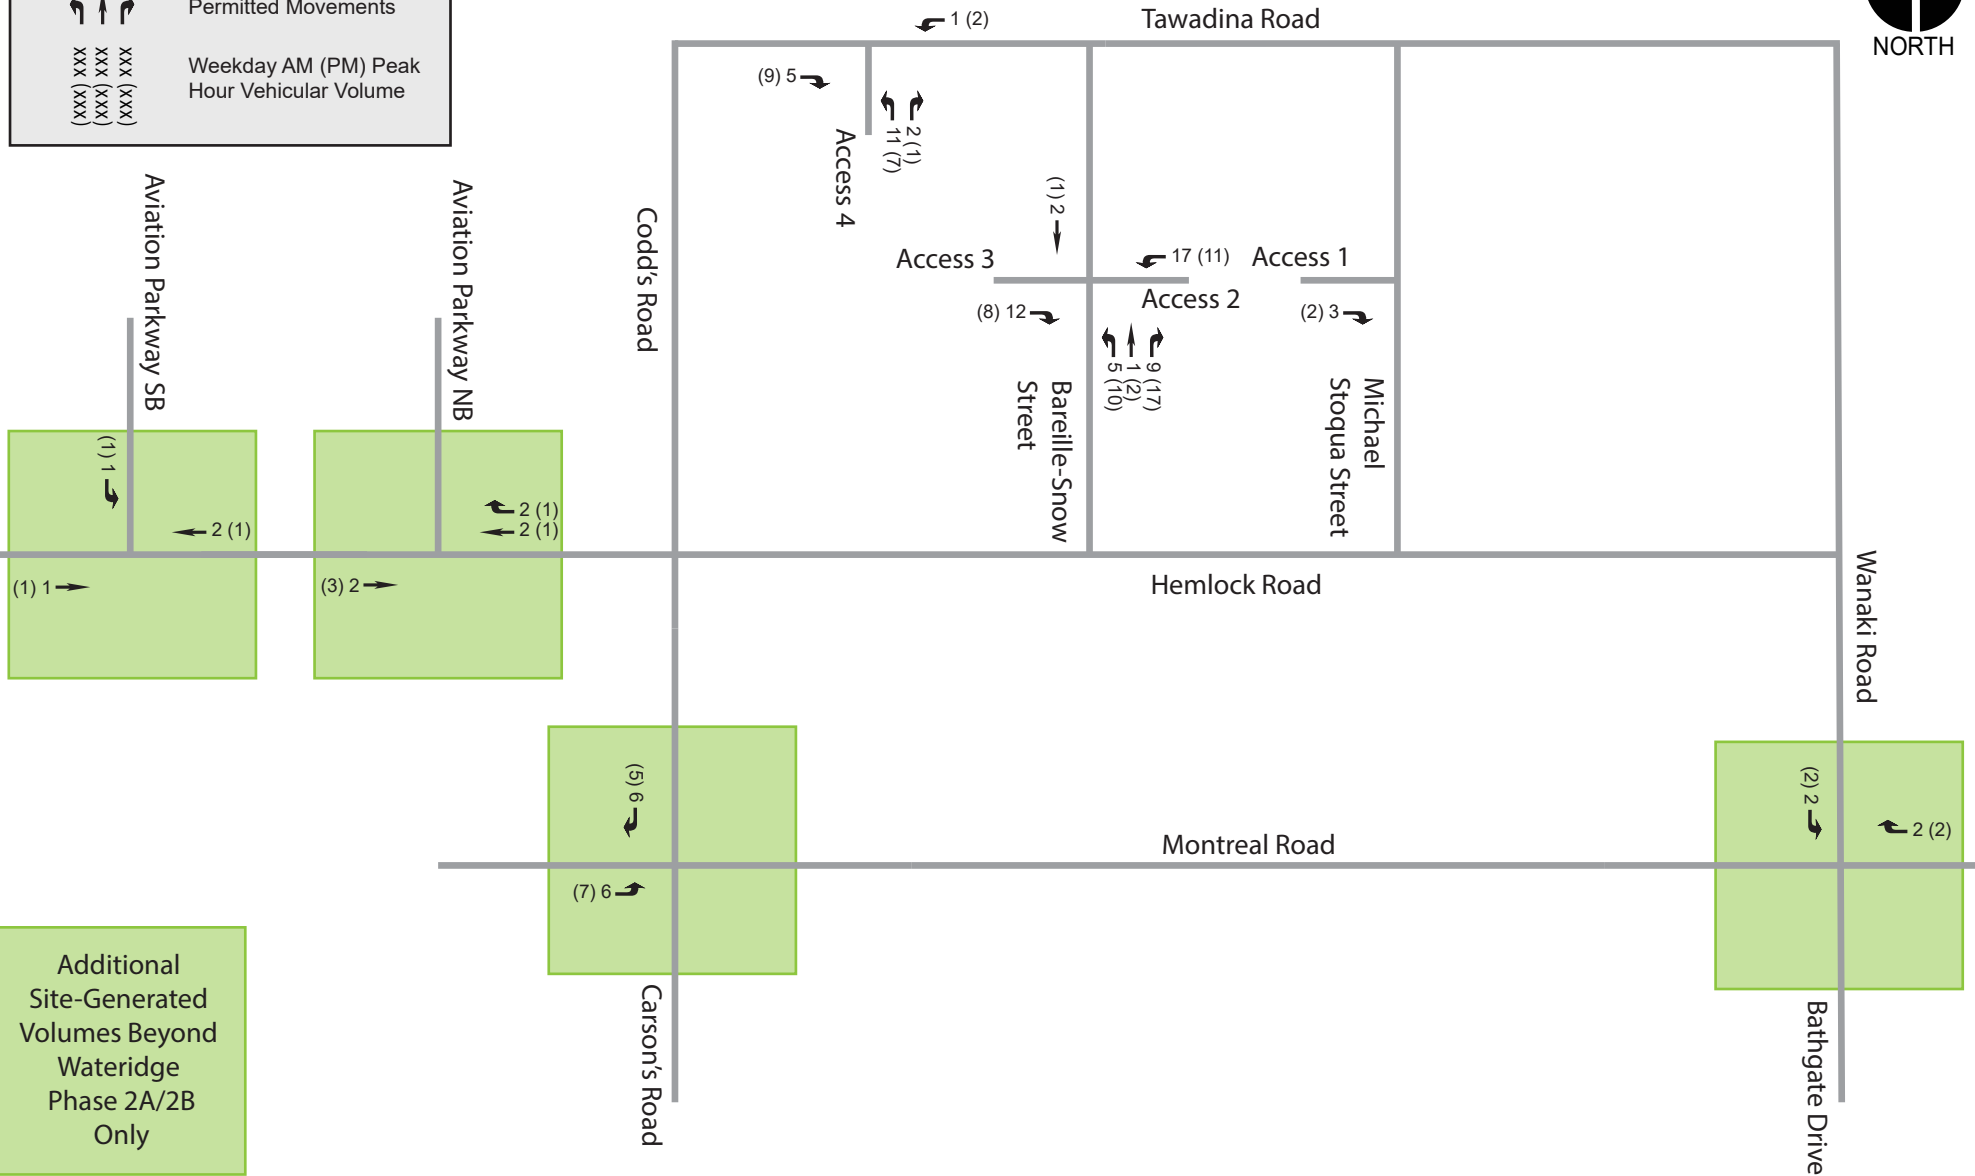 Permitted Movements
xxx (xxx)
xxx (xxx)
xxx (xxx)
Weekday AM (PM) Peak
Hour Vehicular Volume
NORTH
Tawadina Road
1 (2)
(9) 5
11 (7)
2 (1)
Access 4
Aviation Parkway SB
Aviation Parkway NB
Codd's Road
(1) 2
Access 3
17 (11)
Access 1
Access 2
(8) 12
(2) 3
5 (10)
1 (2)
9 (17)
Bareille-Snow
Street
Michael
Stoqua Street
(1) 1
2 (1)
(1) 1
2 (1)
2 (1)
(3) 2
Hemlock Road
Wanaki Road
(5) 6
(7) 6
Montreal Road
(2) 2
2 (2)
Carson's Road
Bathgate Drive
Additional
Site-Generated
Volumes Beyond
Wateridge
Phase 2A/2B
Only